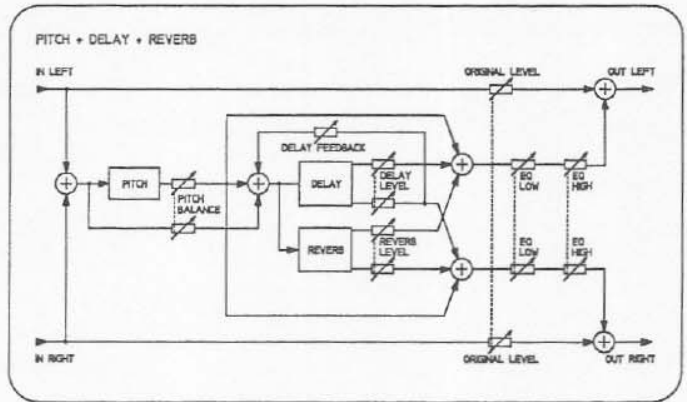 PITCH + DELAY + REVERB
IN LEFT
ORIGINAL LEVEL
OUT LEFT
DELAY FEEDBACK
PITCH
PITCH
BALANCE
DELAY
DELAY
LEVEL
EQ
LOW
EQ
HIGH
REVERB
REVERB
LEVEL
EQ
LOW
EQ
HIGH
IN RIGHT
ORIGINAL LEVEL
OUT RIGHT